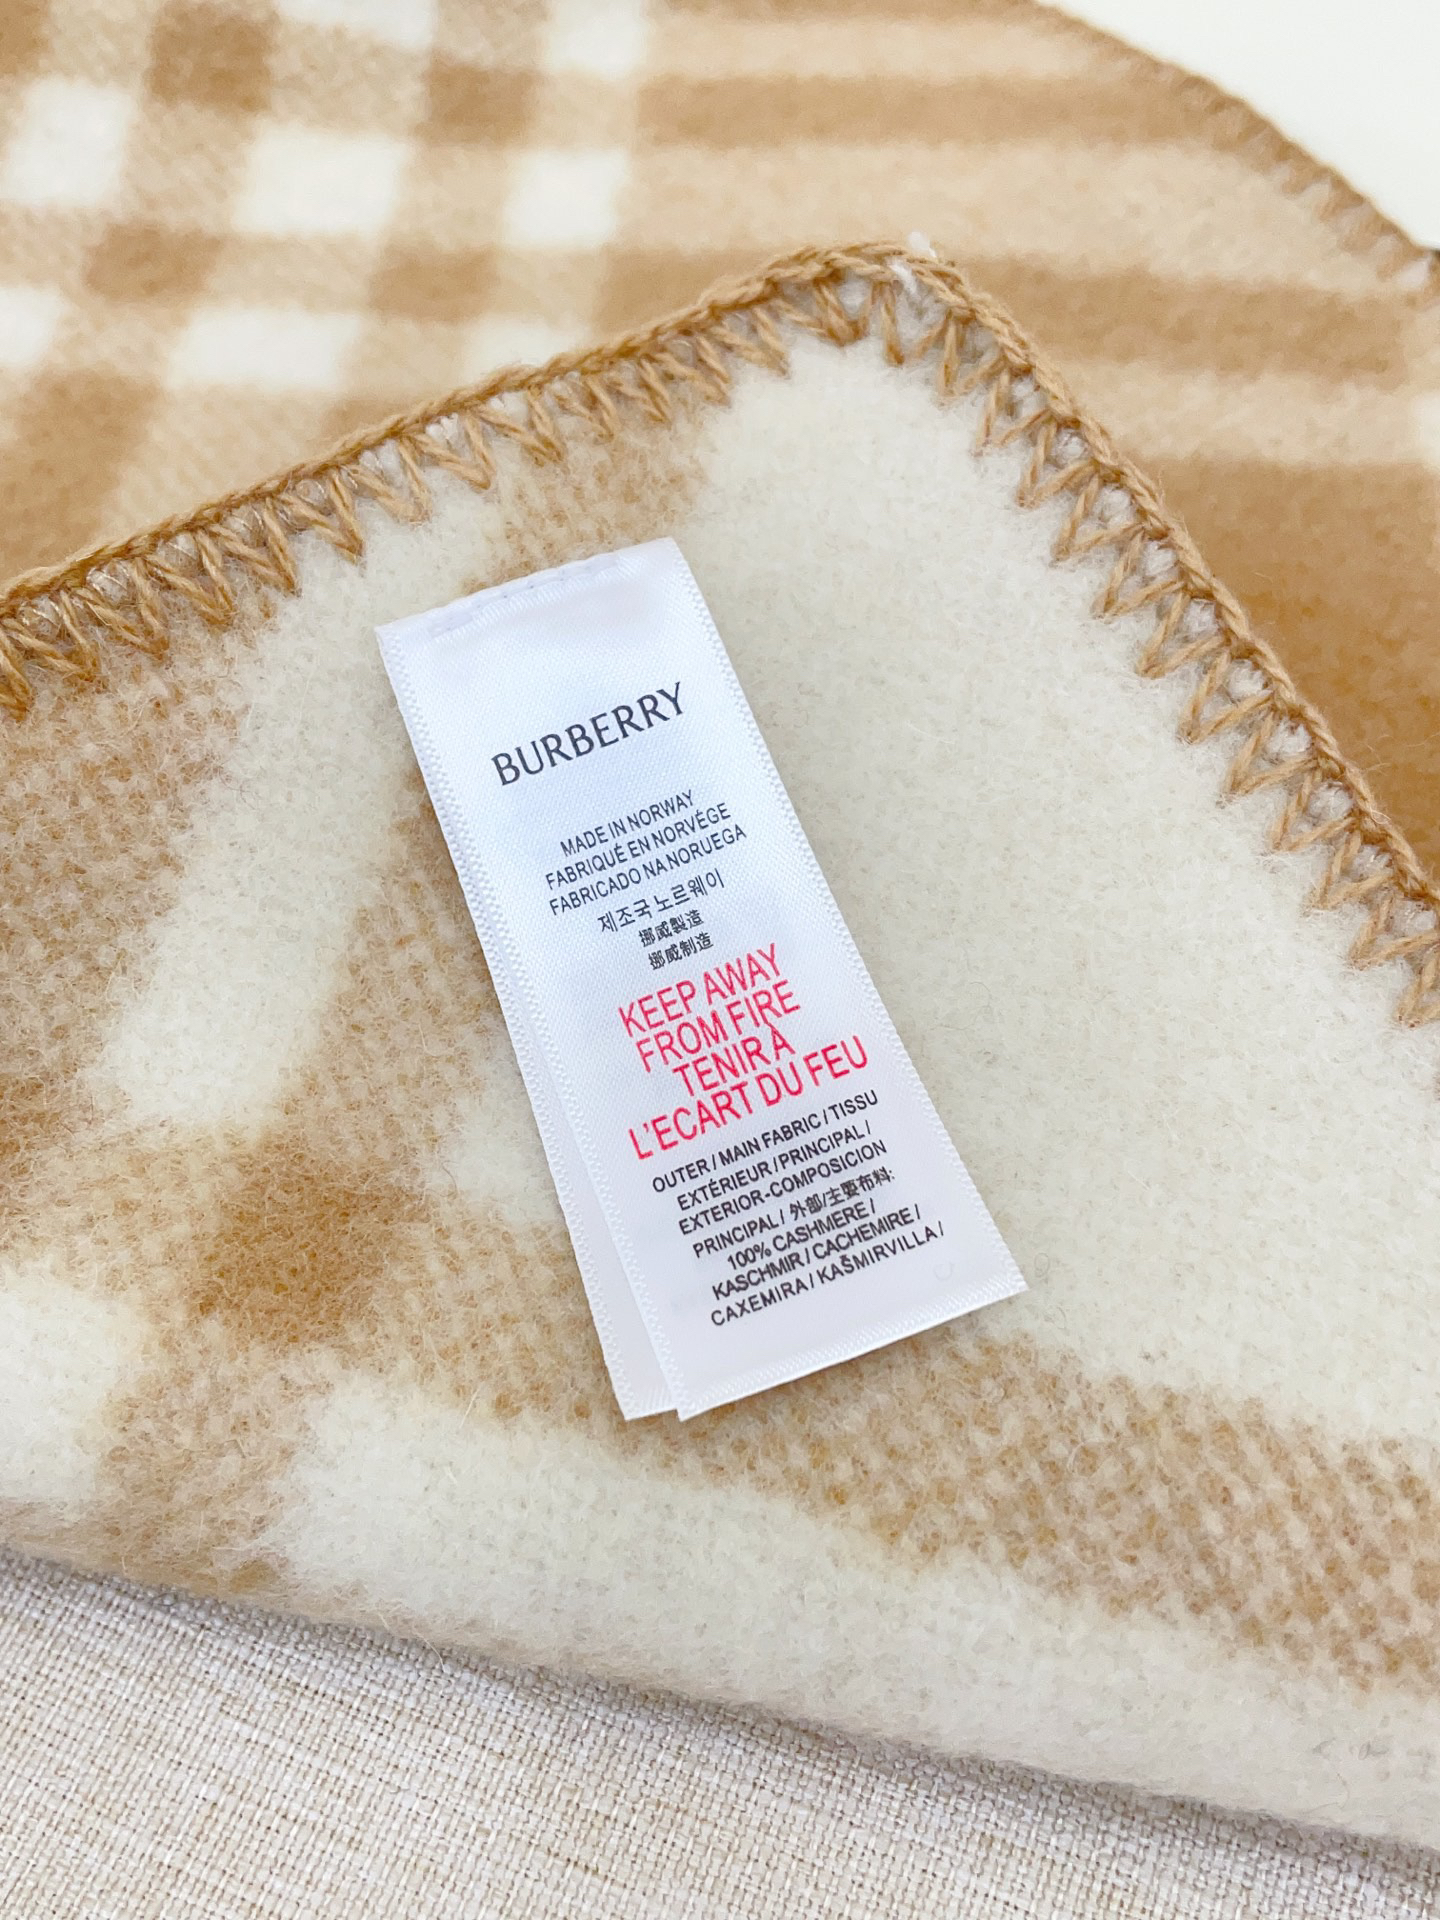 BURBERRY
MADE IN NORWAY
FABRIQUÉ EN NORVÉGE
FABRICADO NA NORUEGA
제조국 노르웨이
挪威製造
挪威制造
KEEP AWAY
FROM FIRE
TENIR À
L'ECART DU FEU
OUTER / MAIN FABRIC / TISSU
EXTÉRIEUR / PRINCIPAL /
EXTERIOR-COMPOSICION
PRINCIPAL / 外部/主要布料:
100% CASHMERE /
KASCHMIR / CACHEMIRE /
CAXEMIRA / KAŠMIRVILLA /